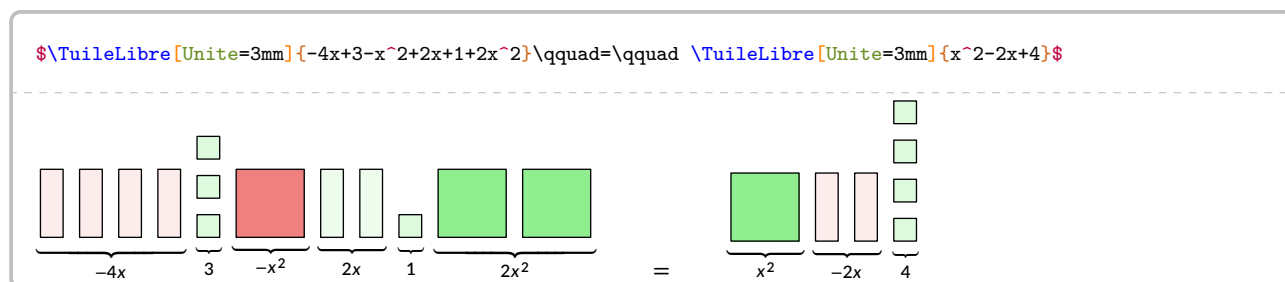 $\TuileLibre[Unite=3mm]{-4x+3-x^2+2x+1+2x^2}\qquad=\qquad \TuileLibre[Unite=3mm]{x^2-2x+4}$
−4x 3 −x² 2x 1 2x² = x² −2x 4